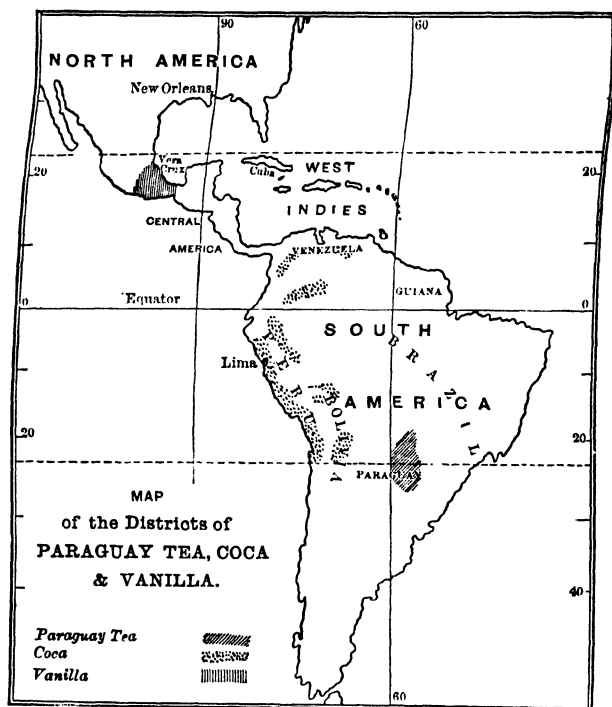 90
60
NORTH AMERICA
New Orleans
Vera
Cruz
20
20
Cuba
WEST
INDIES
CENTRAL
AMERICA
VENEZUELA
GUIANA
Equator
0
0
SOUTH
AMERICA
BRAZIL
Lima
PERU
BOLIVIA
20
20
PARAGUAY
MAP
of the Districts of
PARAGUAY TEA, COCA
& VANILLA.
40
Paraguay Tea
Coca
Vanilla
60